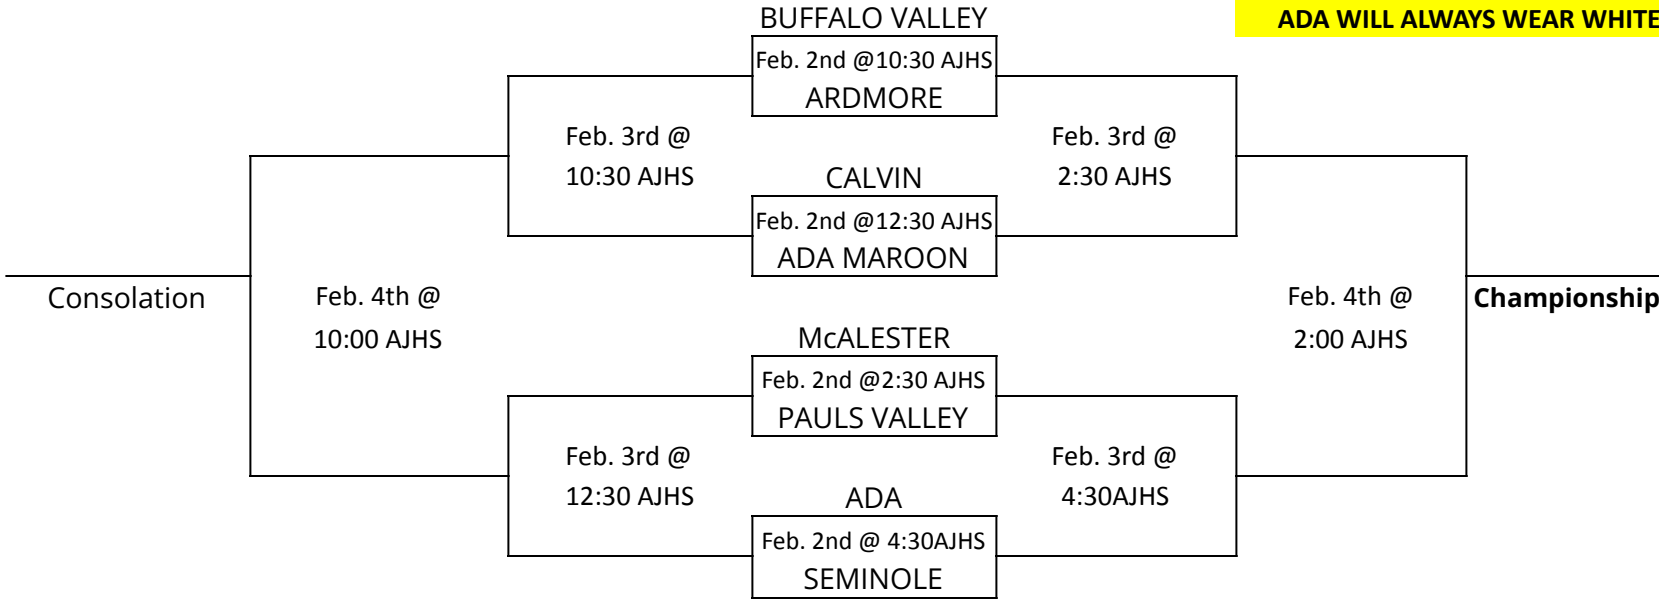 BUFFALO VALLEY
ADA WILL ALWAYS WEAR WHITE
Feb. 2nd @10:30 AJHS
ARDMORE
Feb. 3rd @
10:30 AJHS
Feb. 3rd @
2:30 AJHS
CALVIN
Feb. 2nd @12:30 AJHS
ADA MAROON
Consolation
Feb. 4th @
10:00 AJHS
Feb. 4th @
2:00 AJHS
Championship
McALESTER
Feb. 2nd @2:30 AJHS
PAULS VALLEY
Feb. 3rd @
12:30 AJHS
Feb. 3rd @
4:30AJHS
ADA
Feb. 2nd @ 4:30AJHS
SEMINOLE